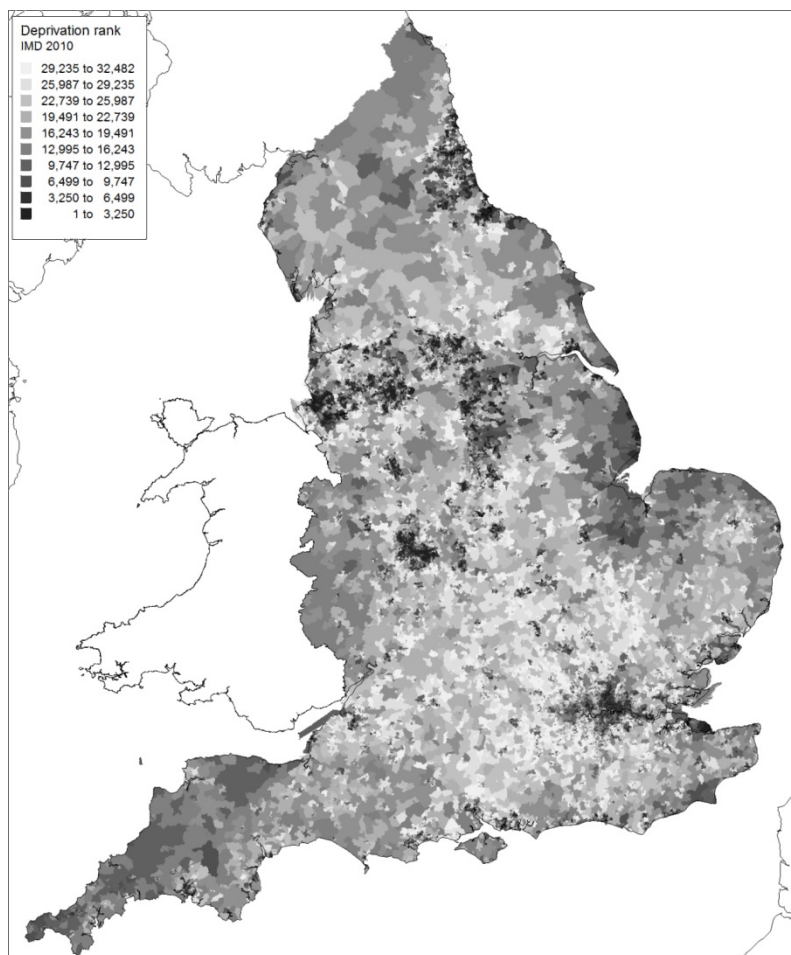 Deprivation rank
IMD 2010
29,235 to 32,482
25,987 to 29,235
22,739 to 25,987
19,491 to 22,739
16,243 to 19,491
12,995 to 16,243
9,747 to 12,995
6,499 to 9,747
3,250 to 6,499
1 to 3,250